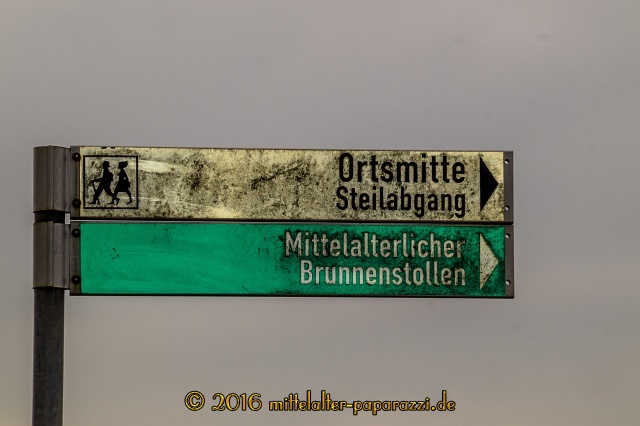 Ortsmitte
Steilabgang
Mittelalterlicher
Brunnenstollen
© 2016 mittelalter-paparazzi.de